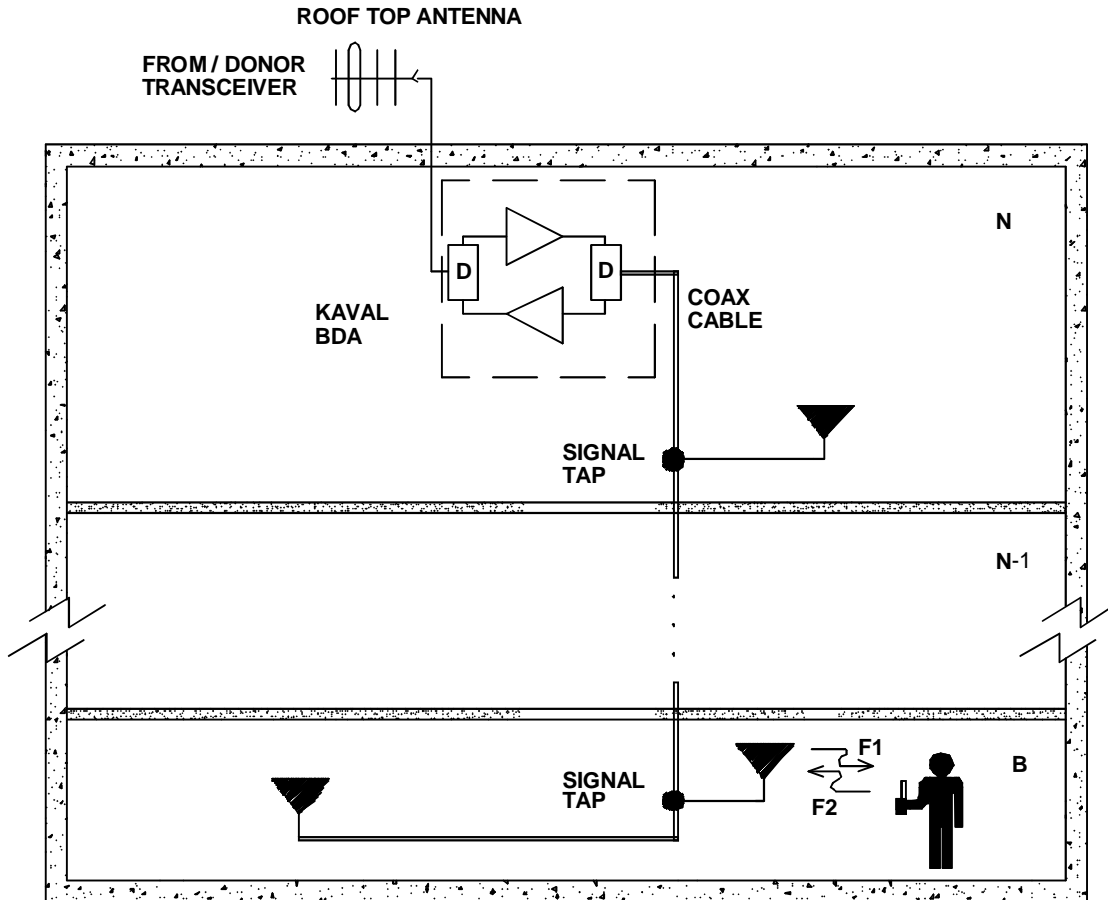 ROOF TOP ANTENNA
FROM / DONOR
TRANSCEIVER
N
D
D
KAVAL
BDA
COAX
CABLE
SIGNAL
TAP
N-1
F1
B
SIGNAL
TAP
F2